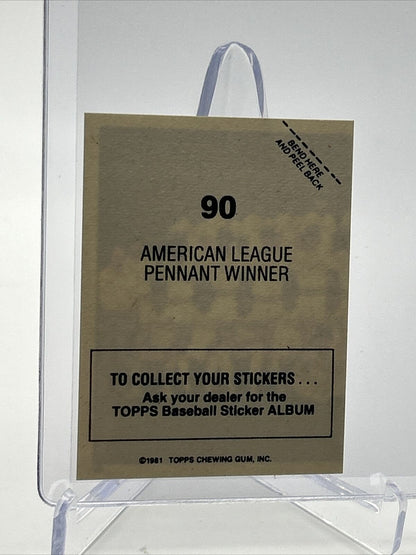 BEND HERE
AND PEEL BACK
90
AMERICAN LEAGUE
PENNANT WINNER
TO COLLECT YOUR STICKERS...
Ask your dealer for the
TOPPS Baseball Sticker ALBUM
©1981 TOPPS CHEWING GUM, INC.